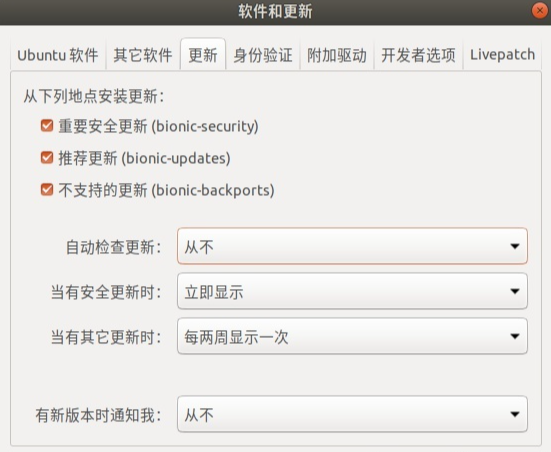 软件和更新
Ubuntu 软件 其它软件 更新 身份验证 附加驱动 开发者选项 Livepatch
从下列地点安装更新：
重要安全更新 (bionic-security)
推荐更新 (bionic-updates)
不支持的更新 (bionic-backports)
自动检查更新： 从不
当有安全更新时： 立即显示
当有其它更新时： 每两周显示一次
有新版本时通知我： 从不